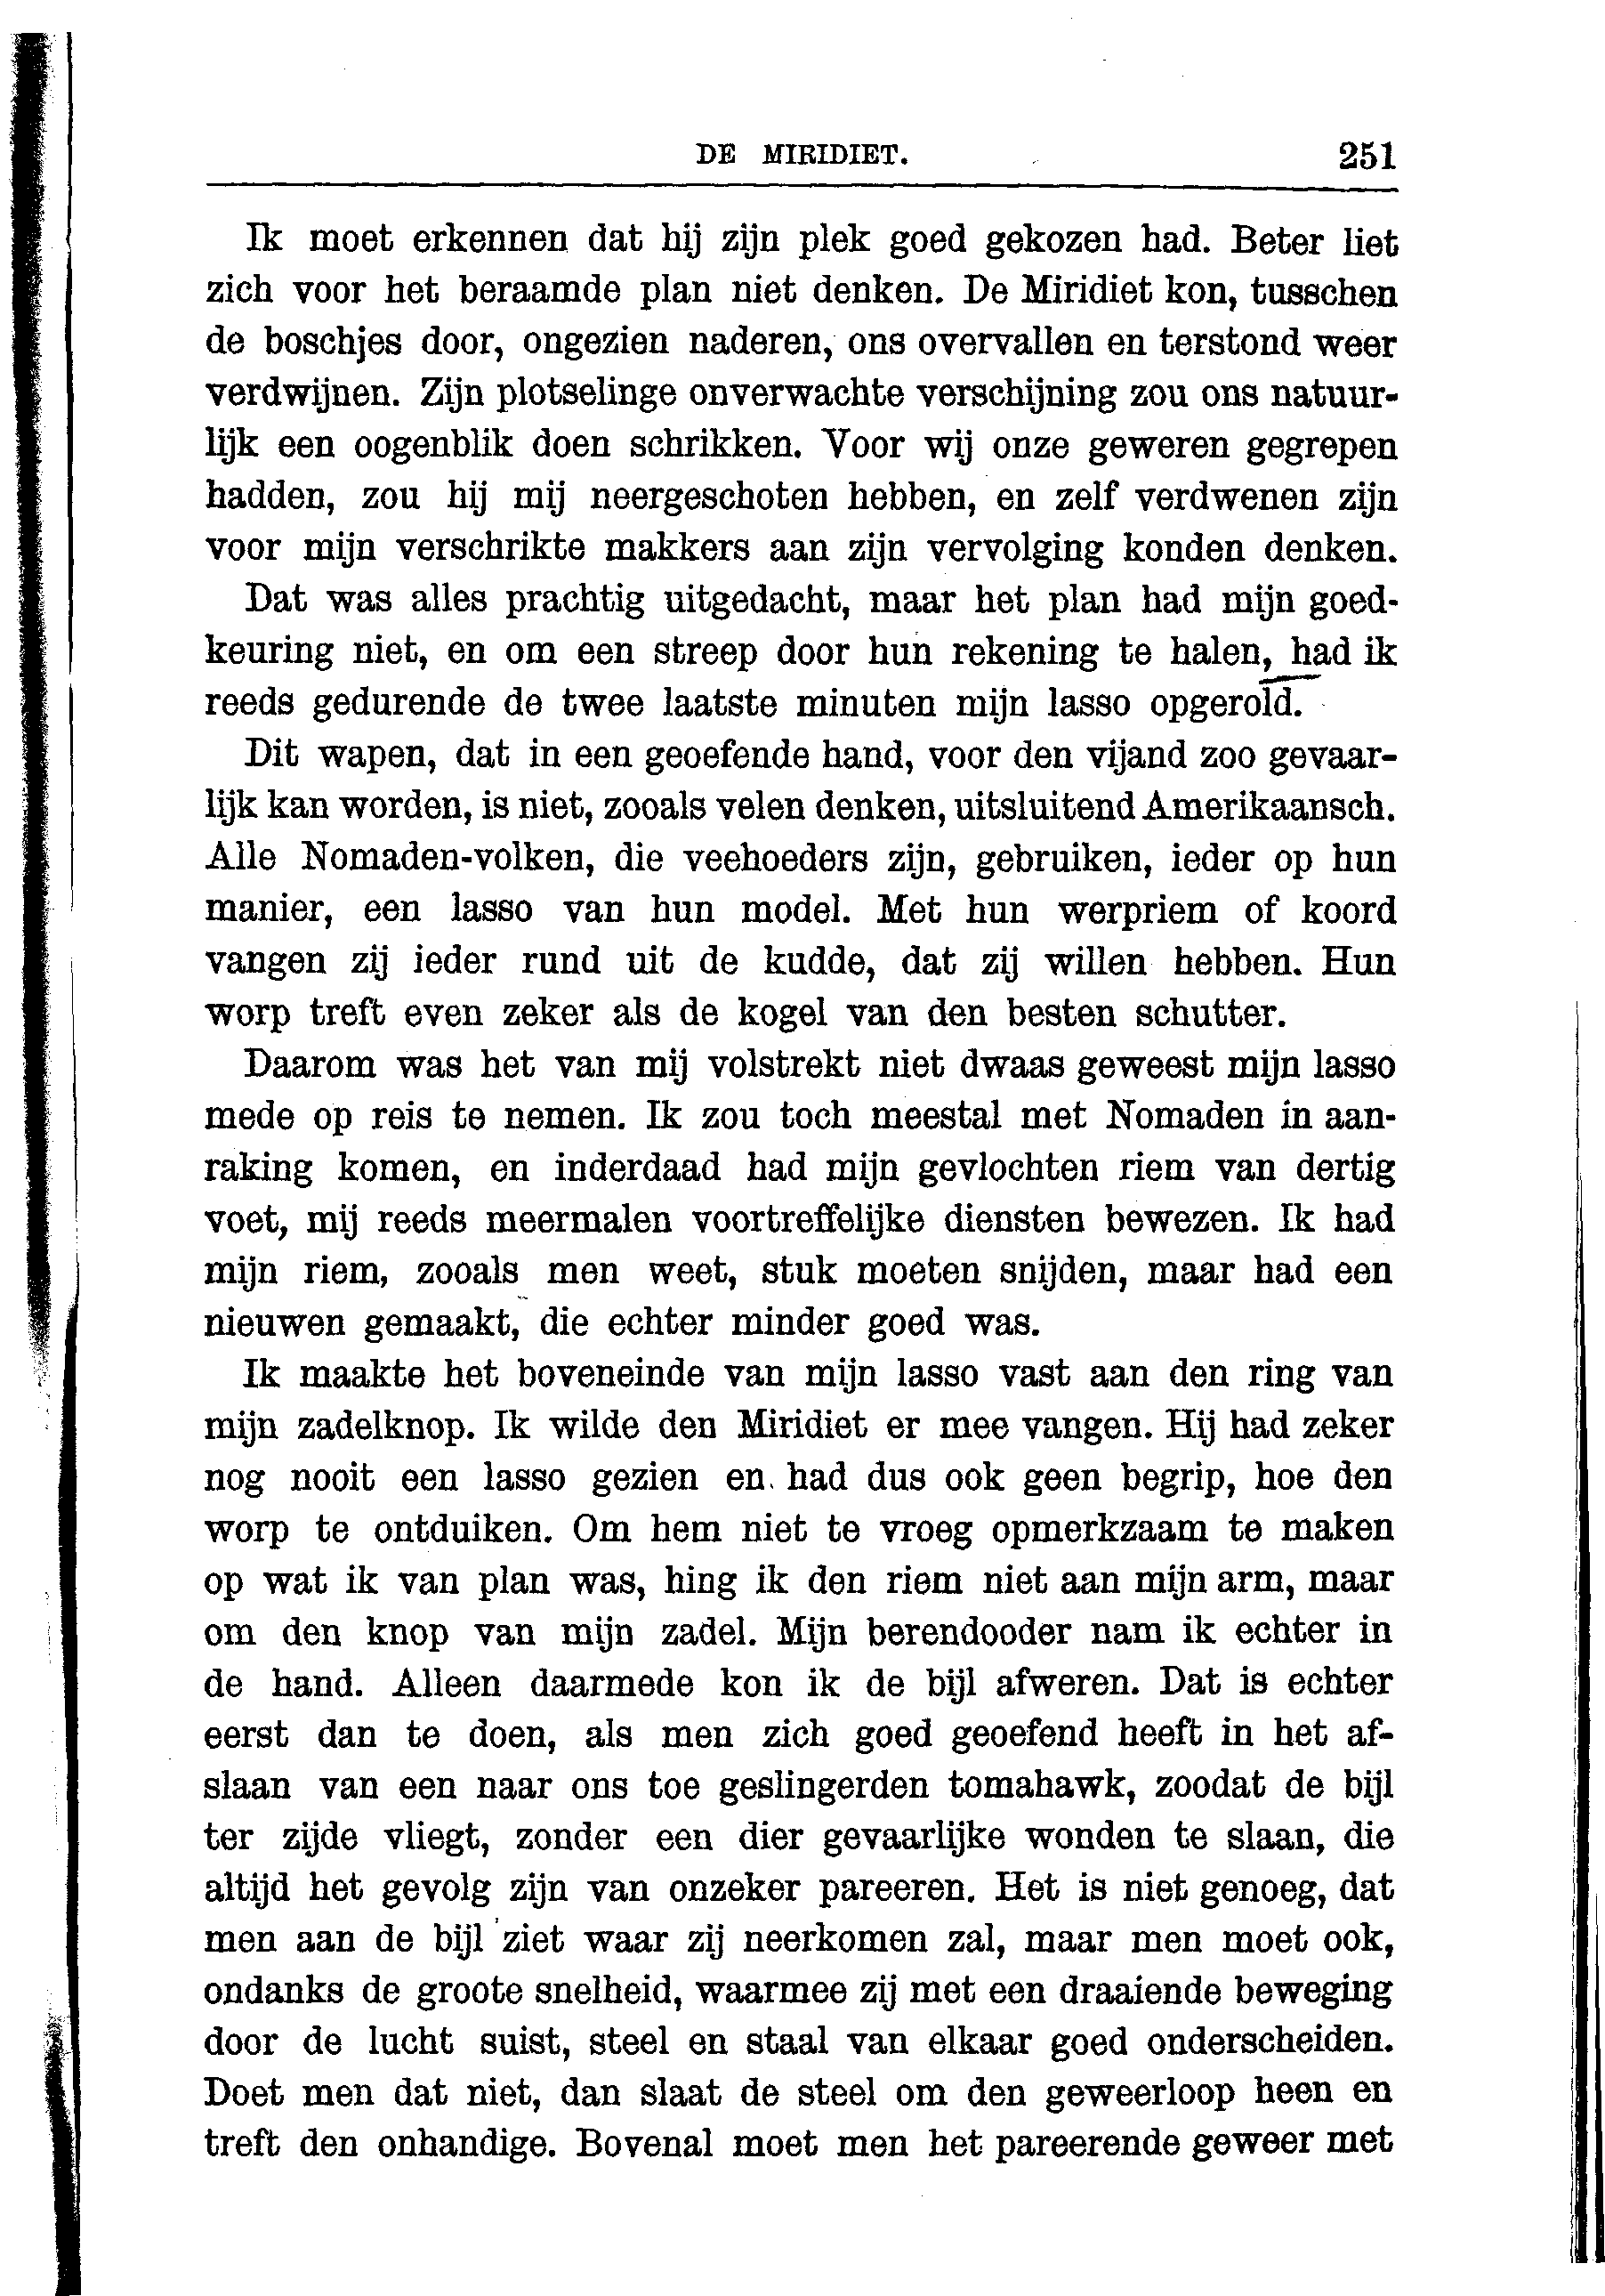 DE MIRIDIET. 251
Ik moet erkennen dat hij zijn plek goed gekozen had. Beter liet
zich voor het beraamde plan niet denken. De Miridiet kon, tusschen
de boschjes door, ongezien naderen, ons overvallen en terstond weer
verdwijnen. Zijn plotselinge onverwachte verschijning zou ons natuur-
lijk een oogenblik doen schrikken. Voor wij onze geweren gegrepen
hadden, zou hij mij neergeschoten hebben, en zelf verdwenen zijn
voor mijn verschrikte makkers aan zijn vervolging konden denken.
Dat was alles prachtig uitgedacht, maar het plan had mijn goed-
keuring niet, en om een streep door hun rekening te halen, had ik
reeds gedurende de twee laatste minuten mijn lasso opgerold.
Dit wapen, dat in een geoefende hand, voor den vijand zoo gevaar-
lijk kan worden, is niet, zooals velen denken, uitsluitend Amerikaansch.
Alle Nomaden-volken, die veehoeders zijn, gebruiken, ieder op hun
manier, een lasso van hun model. Met hun werpriem of koord
vangen zij ieder rund uit de kudde, dat zij willen hebben. Hun
worp treft even zeker als de kogel van den besten schutter.
Daarom was het van mij volstrekt niet dwaas geweest mijn lasso
mede op reis te nemen. Ik zou toch meestal met Nomaden in aan-
raking komen, en inderdaad had mijn gevlochten riem van dertig
voet, mij reeds meermalen voortreffelijke diensten bewezen. Ik had
mijn riem, zooals men weet, stuk moeten snijden, maar had een
nieuwen gemaakt, die echter minder goed was.
Ik maakte het boveneinde van mijn lasso vast aan den ring van
mijn zadelknop. Ik wilde den Miridiet er mee vangen. Hij had zeker
nog nooit een lasso gezien en had dus ook geen begrip, hoe den
worp te ontduiken. Om hem niet te vroeg opmerkzaam te maken
op wat ik van plan was, hing ik den riem niet aan mijn arm, maar
om den knop van mijn zadel. Mijn berendooder nam ik echter in
de hand. Alleen daarmede kon ik de bijl afweren. Dat is echter
eerst dan te doen, als men zich goed geoefend heeft in het af-
slaan van een naar ons toe geslingerden tomahawk, zoodat de bijl
ter zijde vliegt, zonder een dier gevaarlijke wonden te slaan, die
altijd het gevolg zijn van onzeker pareeren. Het is niet genoeg, dat
men aan de bijl ziet waar zij neerkomen zal, maar men moet ook,
ondanks de groote snelheid, waarmee zij met een draaiende beweging
door de lucht suist, steel en staal van elkaar goed onderscheiden.
Doet men dat niet, dan slaat de steel om den geweerloop heen en
treft den onhandige. Bovenal moet men het pareerende geweer met